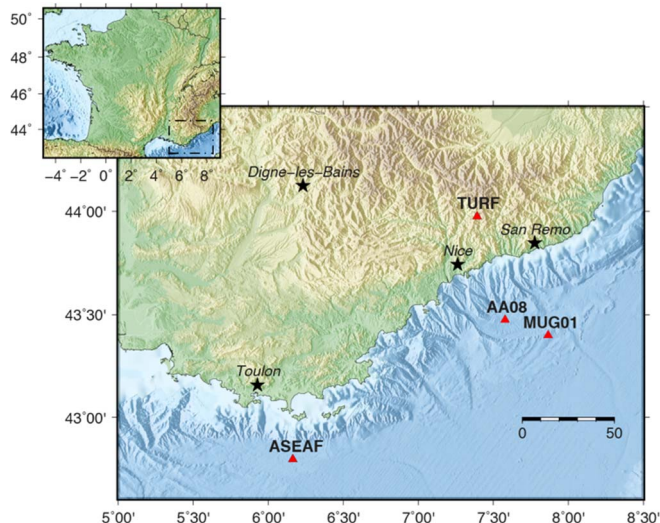 50°
48°
46°
44°
−4° −2° 0° 2° 4° 6° 8°
Digne−les−Bains
44°00'
TURF
San Remo
Nice
43°30'
AA08
MUG01
Toulon
43°00'
0 50
ASEAF
5°00' 5°30' 6°00' 6°30' 7°00' 7°30' 8°00' 8°30'